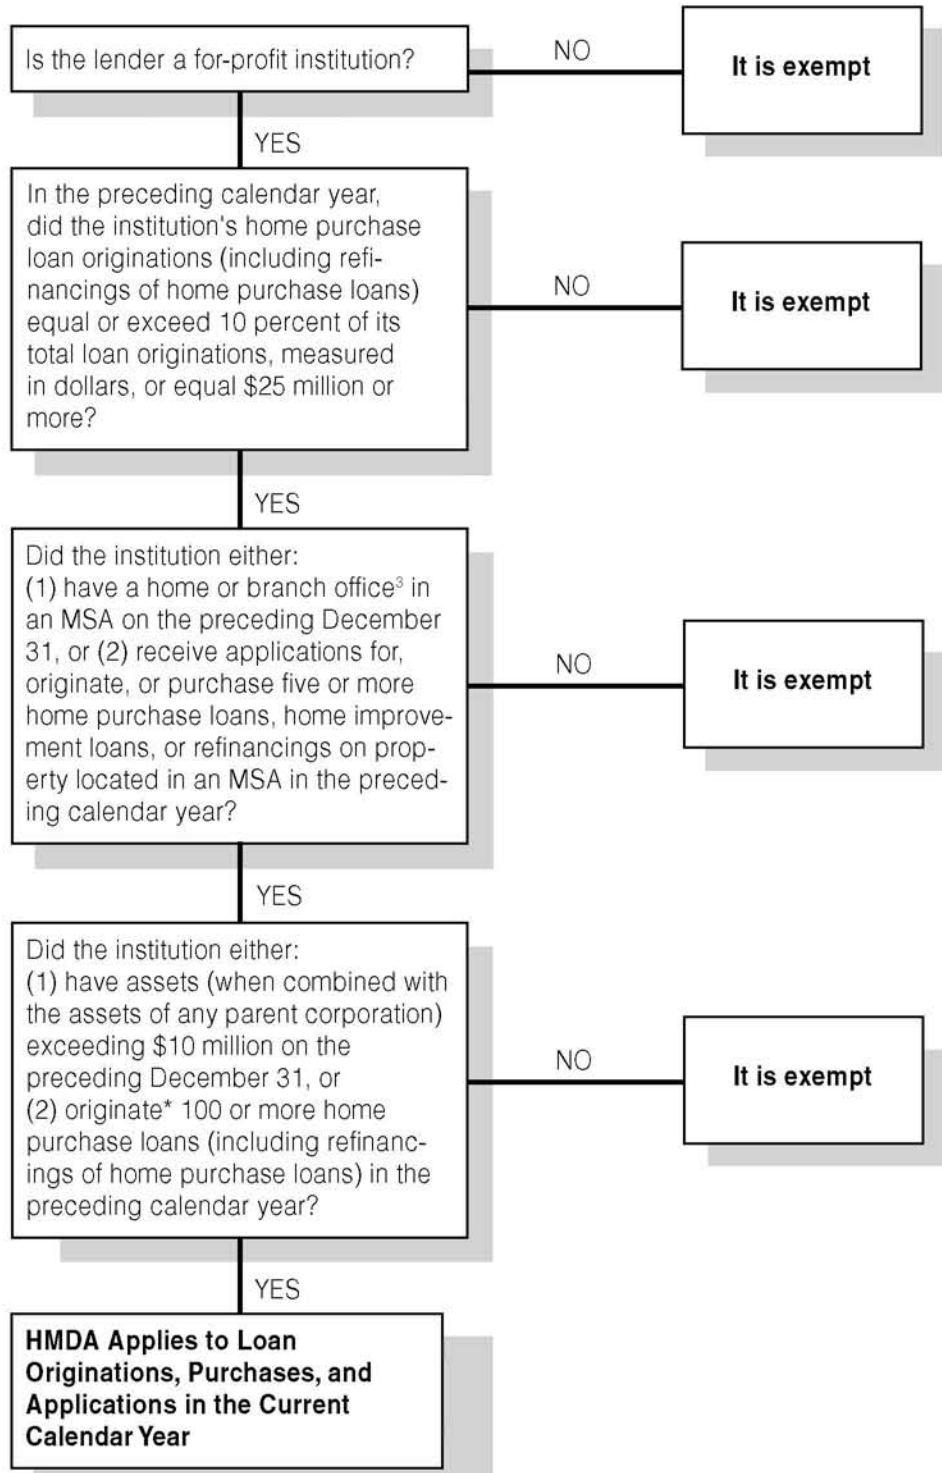 Is the lender a for-profit institution?
NO
It is exempt
YES
In the preceding calendar year,
did the institution's home purchase
loan originations (including refi-
nancings of home purchase loans)
equal or exceed 10 percent of its
total loan originations, measured
in dollars, or equal $25 million or
more?
NO
It is exempt
YES
Did the institution either:
(1) have a home or branch office³ in
an MSA on the preceding December
31, or (2) receive applications for,
originate, or purchase five or more
home purchase loans, home improve-
ment loans, or refinancings on prop-
erty located in an MSA in the preced-
ing calendar year?
NO
It is exempt
YES
Did the institution either:
(1) have assets (when combined with
the assets of any parent corporation)
exceeding $10 million on the
preceding December 31, or
(2) originate* 100 or more home
purchase loans (including refinanc-
ings of home purchase loans) in the
preceding calendar year?
NO
It is exempt
YES
HMDA Applies to Loan
Originations, Purchases, and
Applications in the Current
Calendar Year